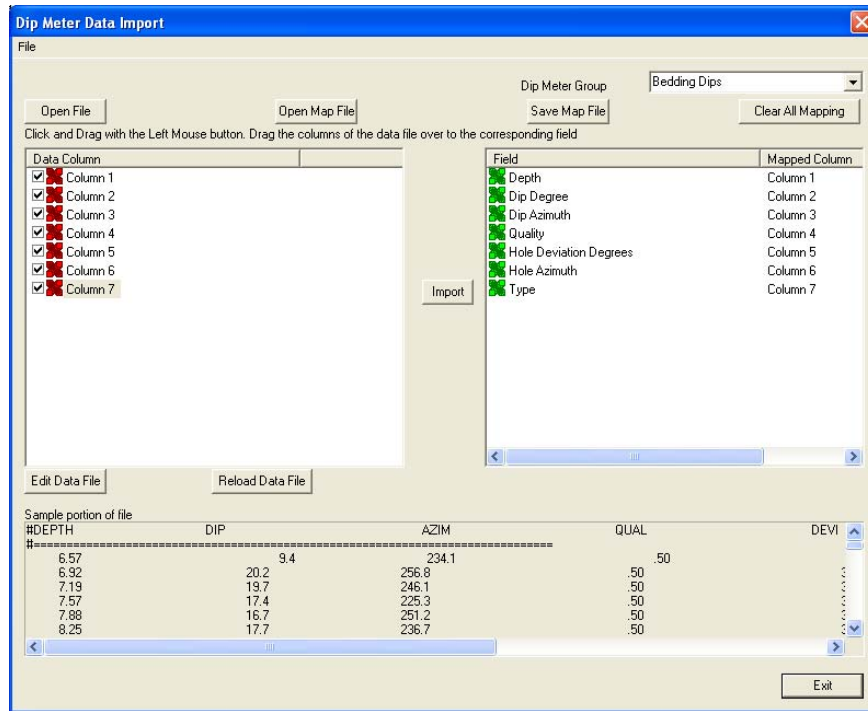 Dip Meter Data Import
File
Dip Meter Group Bedding Dips
Open File Open Map File Save Map File Clear All Mapping
Click and Drag with the Left Mouse button. Drag the columns of the data file over to the corresponding field
Data Column
Column 1
Column 2
Column 3
Column 4
Column 5
Column 6
Column 7
Import
Field Mapped Column
Depth Column 1
Dip Degree Column 2
Dip Azimuth Column 3
Quality Column 4
Hole Deviation Degrees Column 5
Hole Azimuth Column 6
Type Column 7
Edit Data File Reload Data File
Sample portion of file
#DEPTH DIP AZIM QUAL DEVI
#==============================================================================
6.57 9.4 234.1 .50
6.92 20.2 256.8 .50
7.19 19.7 246.1 .50
7.57 17.4 225.3 .50
7.88 16.7 251.2 .50
8.25 17.7 236.7 .50
Exit